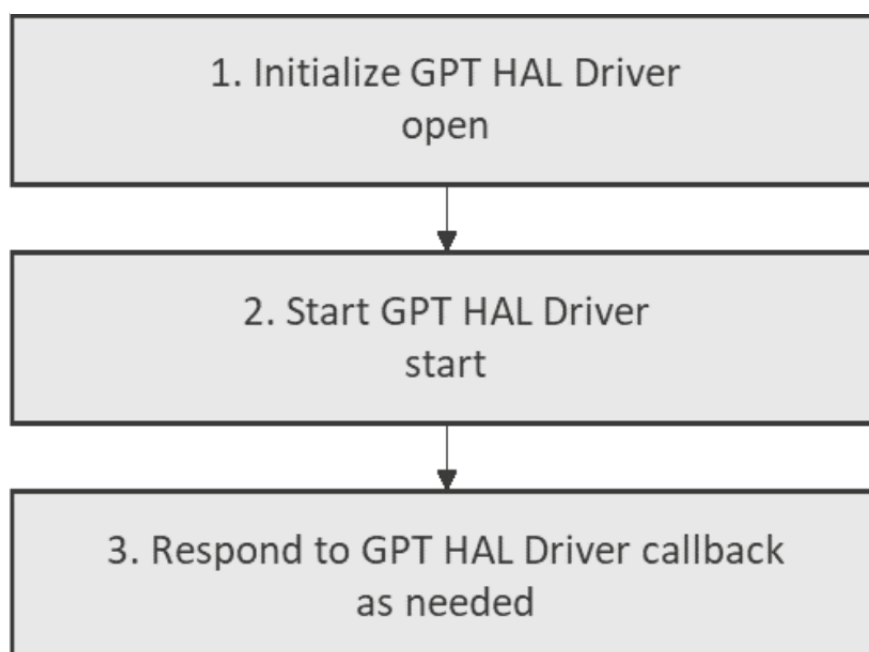 1. Initialize GPT HAL Driver
open
2. Start GPT HAL Driver
start
3. Respond to GPT HAL Driver callback
as needed